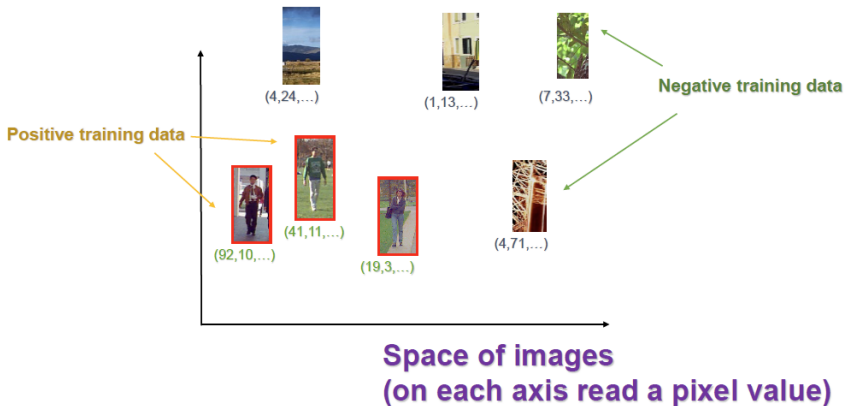 (4,24,…)
(1,13,…)
(7,33,…)
Negative training data
Positive training data
(92,10,…)
(41,11,…)
(19,3,…)
(4,71,…)
Space of images
(on each axis read a pixel value)